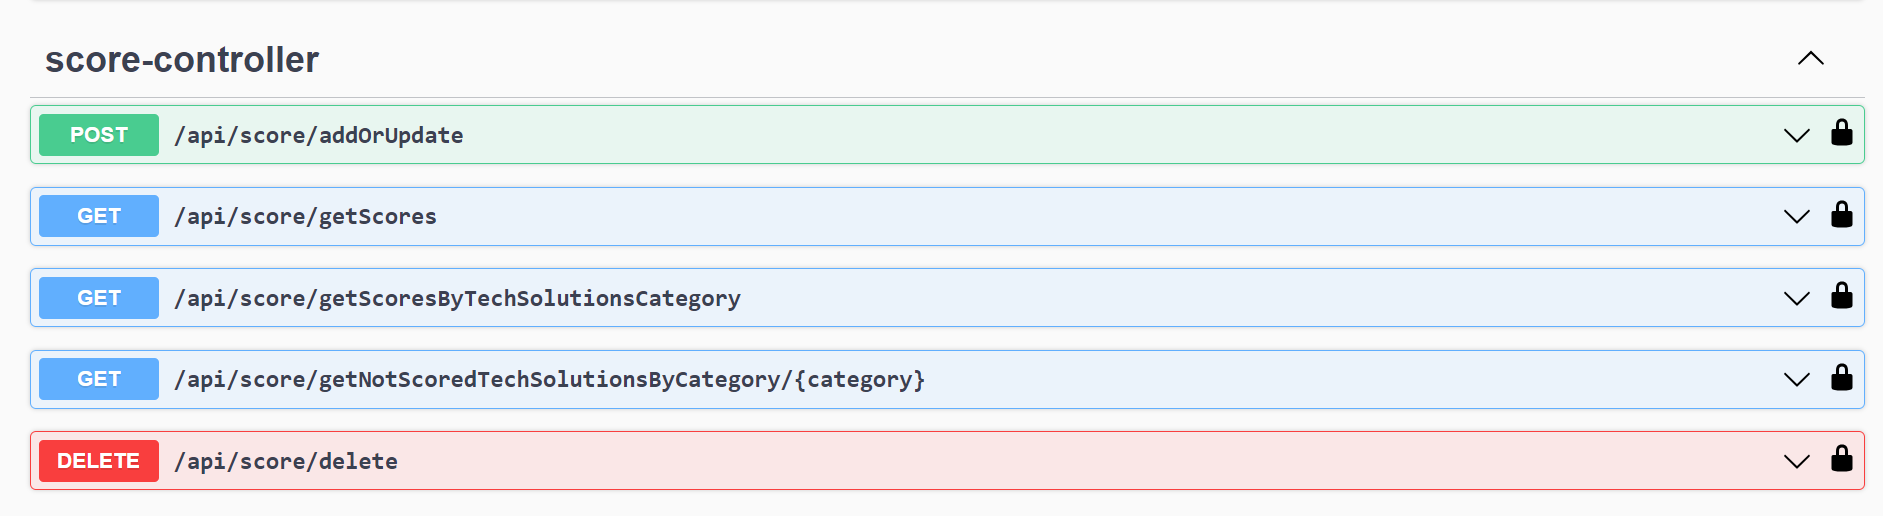 score-controller
POST /api/score/addOrUpdate
GET /api/score/getScores
GET /api/score/getScoresByTechSolutionsCategory
GET /api/score/getNotScoredTechSolutionsByCategory/{category}
DELETE /api/score/delete